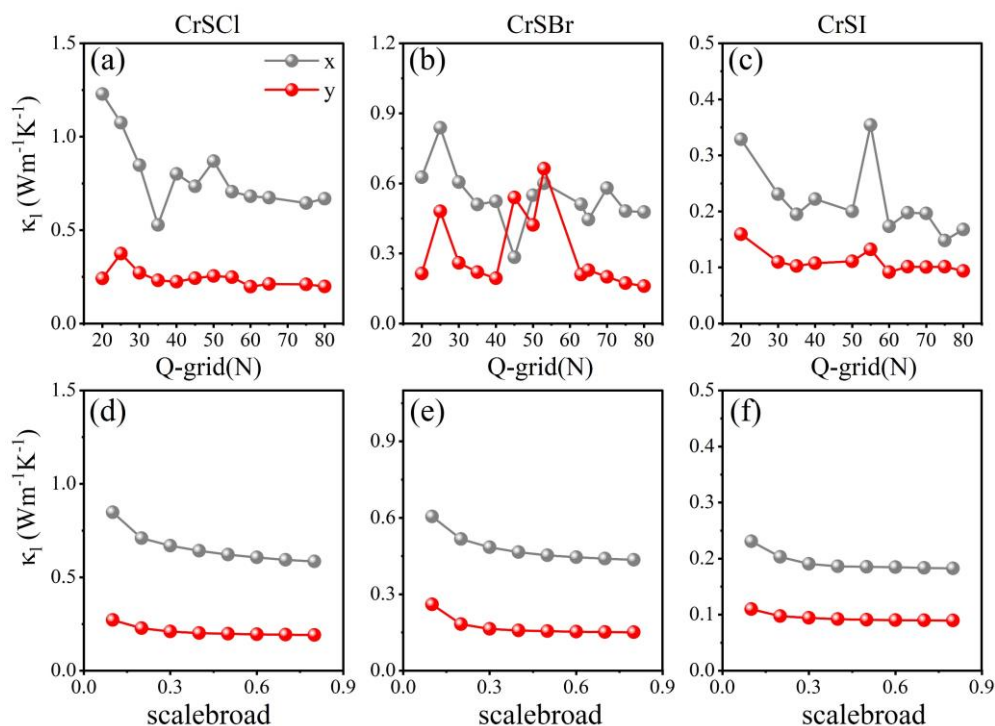 CrSCl CrSBr CrSI
(a) x y (b) (c)
κl (Wm-1K-1)
1.5 1.0 0.5 0.0
1.2 0.9 0.6 0.3 0.0
0.5 0.4 0.3 0.2 0.1 0.0
20 30 40 50 60 70 80 20 30 40 50 60 70 80 20 30 40 50 60 70 80
Q-grid(N) Q-grid(N) Q-grid(N)
(d) (e) (f)
κl (Wm-1K-1)
1.5 1.0 0.5 0.0
0.9 0.6 0.3 0.0
0.5 0.4 0.3 0.2 0.1 0.0
0.0 0.3 0.6 0.9 0.0 0.3 0.6 0.9 0.0 0.3 0.6 0.9
scalebroad scalebroad scalebroad